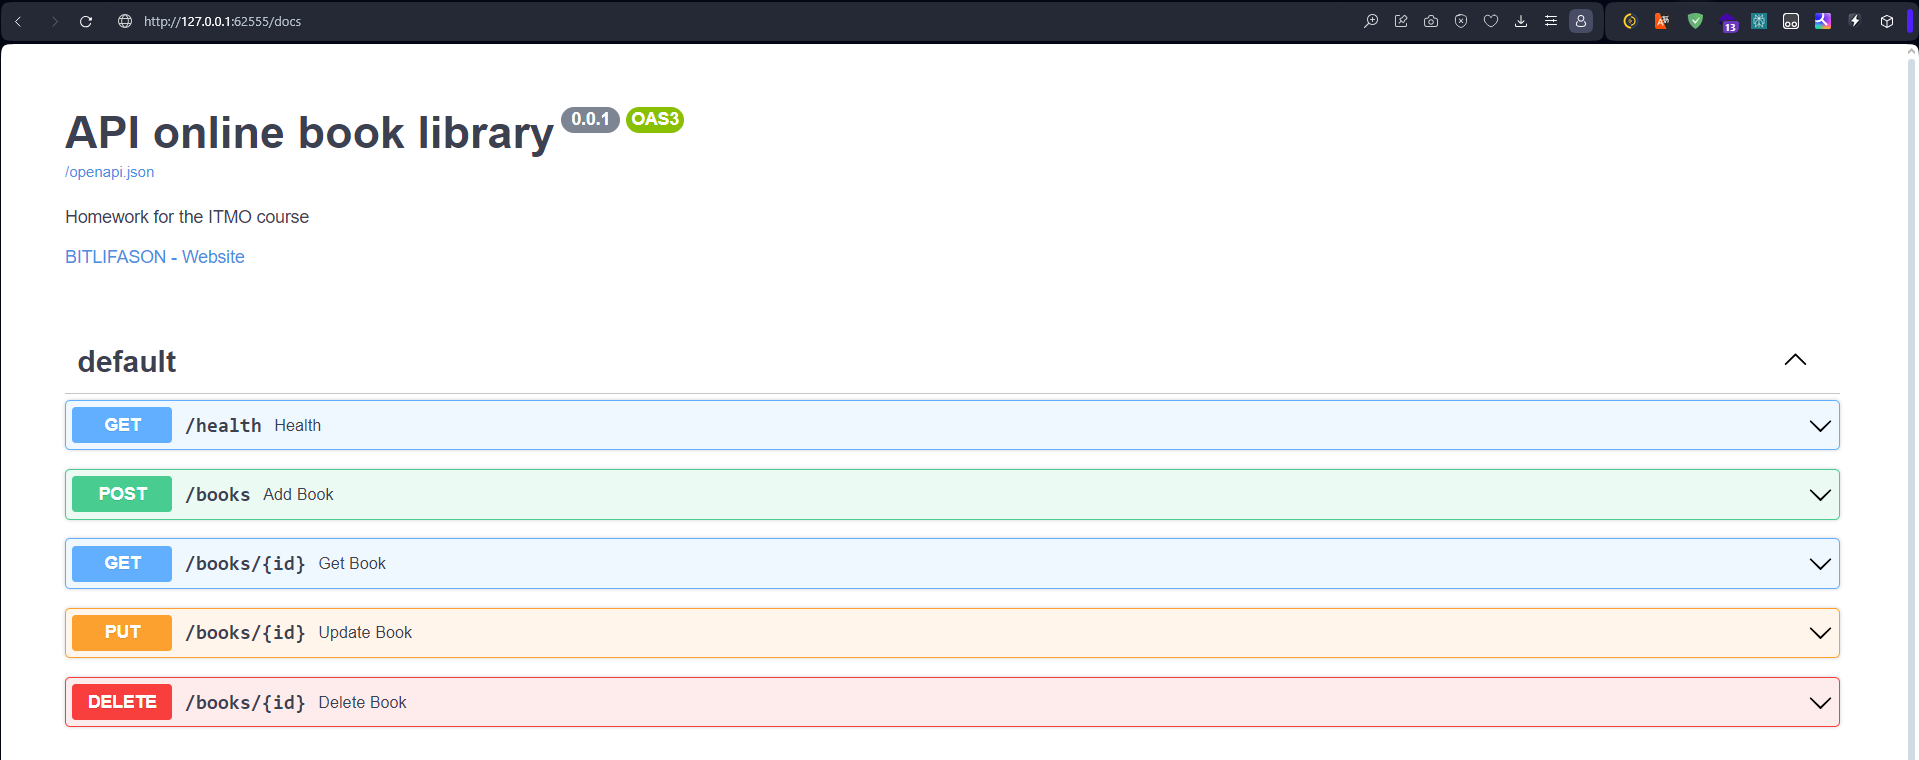 http://127.0.0.1:62555/docs
13
API online book library 0.0.1 OAS3
/openapi.json
Homework for the ITMO course
BITLIFASON - Website
default
GET /health Health
POST /books Add Book
GET /books/{id} Get Book
PUT /books/{id} Update Book
DELETE /books/{id} Delete Book